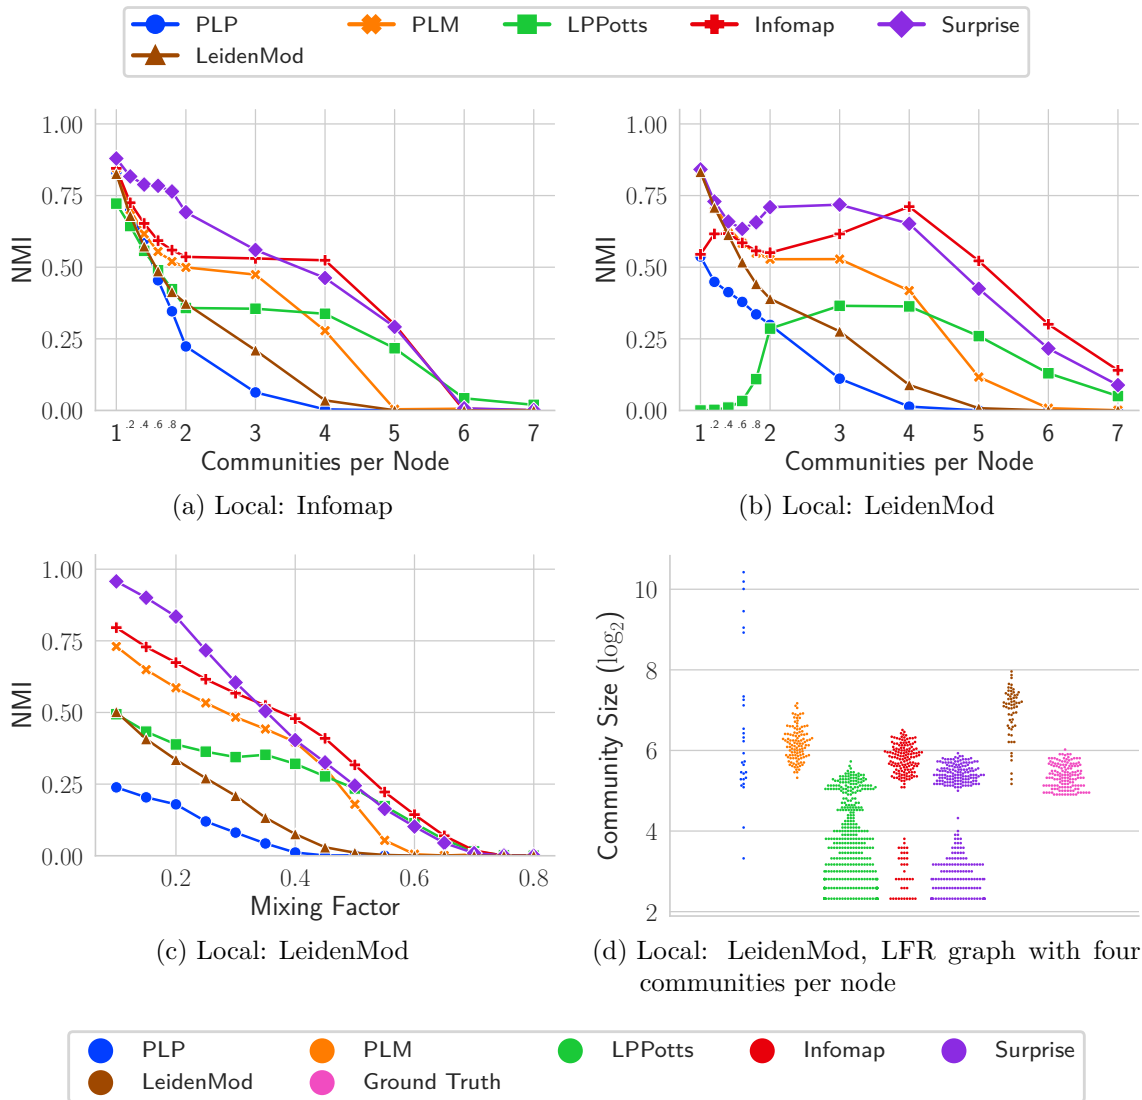 PLP PLM LPPotts Infomap Surprise
LeidenMod
1.00
0.75
0.50
0.25
0.00
NMI
1 .2 .4 .6 .8 2 3 4 5 6 7
Communities per Node
(a) Local: Infomap
1.00
0.75
0.50
0.25
0.00
NMI
1 .2 .4 .6 .8 2 3 4 5 6 7
Communities per Node
(b) Local: LeidenMod
1.00
0.75
0.50
0.25
0.00
NMI
0.2 0.4 0.6 0.8
Mixing Factor
(c) Local: LeidenMod
10
8
6
4
2
Community Size (log₂)
(d) Local: LeidenMod, LFR graph with four
communities per node
PLP PLM LPPotts Infomap Surprise
LeidenMod Ground Truth